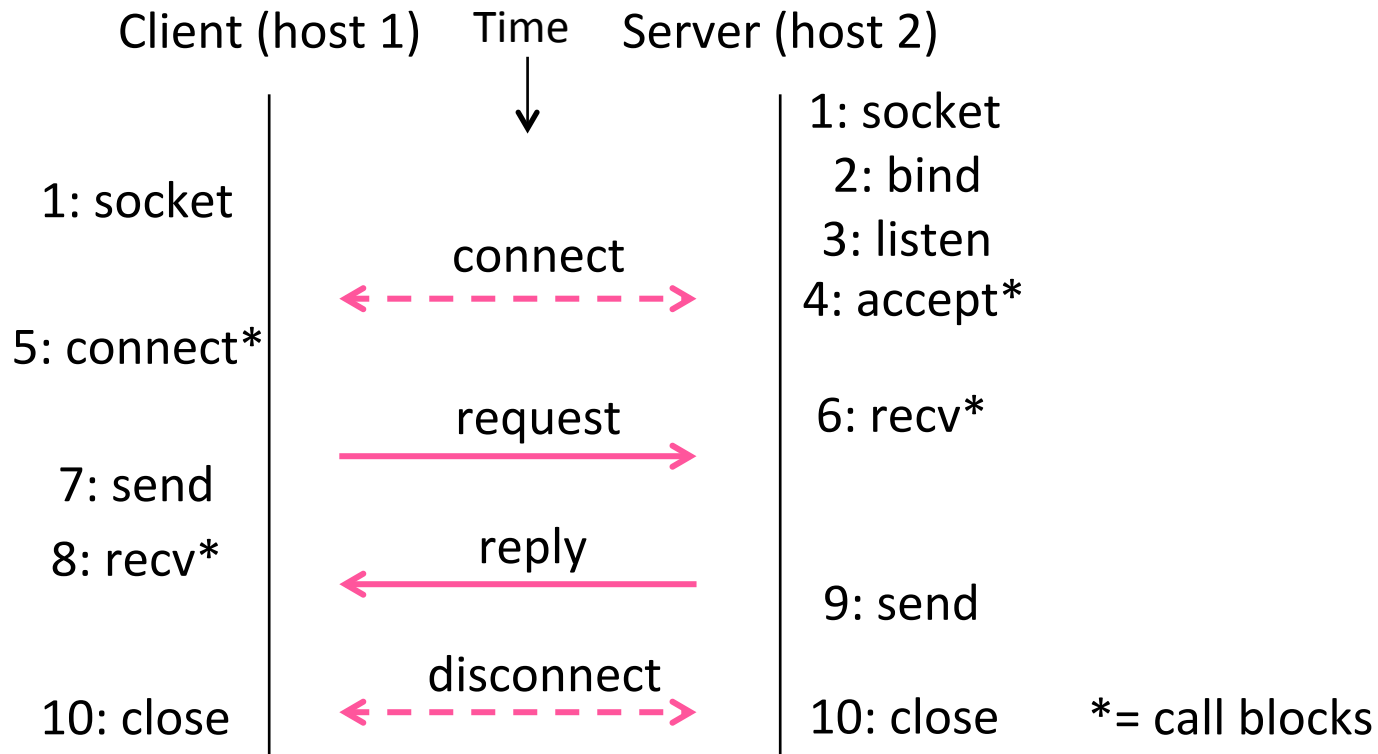 Client (host 1)
Time
Server (host 2)
1: socket
2: bind
1: socket
3: listen
connect
4: accept*
5: connect*
request
6: recv*
7: send
reply
8: recv*
9: send
disconnect
10: close
10: close
*= call blocks